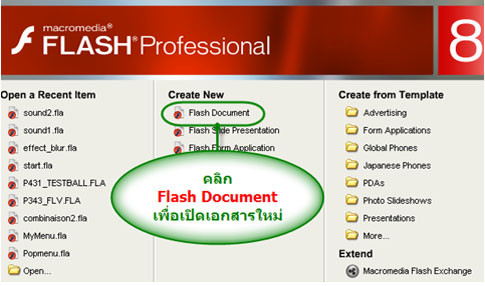 macromedia®
FLASH® Professional 8
Open a Recent Item
sound2.fla
sound1.fla
effect_blur.fla
start.fla
P431_TESTBALL.FLA
P343_FLV.FLA
combinaison2.fla
MyMenu.fla
Popmenu.fla
Open...
Create New
Flash Document
Flash Slide Presentation
Flash Form Application
คลิก
Flash Document
เพื่อเปิดเอกสารใหม่
Create from Template
Advertising
Form Applications
Global Phones
Japanese Phones
PDAs
Photo Slideshows
Presentations
More...
Extend
Macromedia Flash Exchange